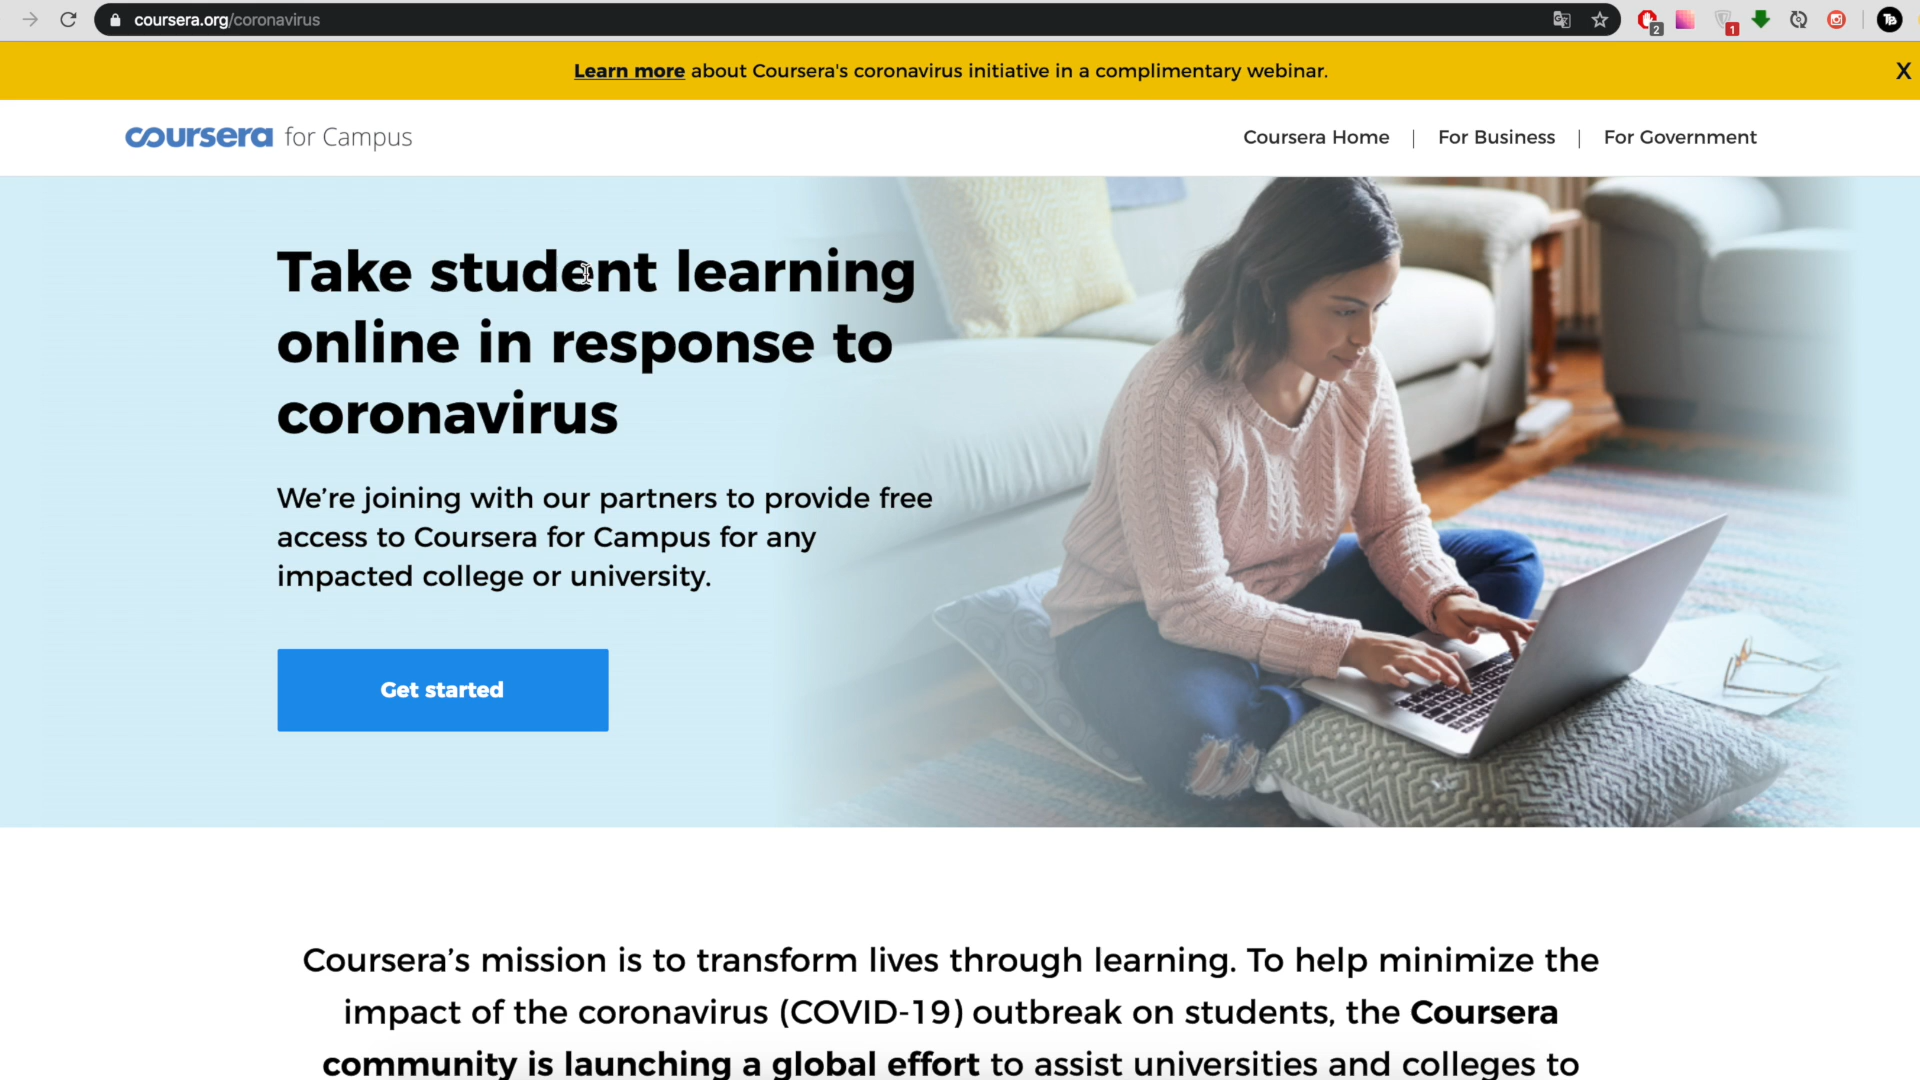 coursera.org/coronavirus
2
1
TB
Learn more about Coursera's coronavirus initiative in a complimentary webinar.
X
coursera for Campus
Coursera Home | For Business | For Government
Take student learning
online in response to
coronavirus
We’re joining with our partners to provide free
access to Coursera for Campus for any
impacted college or university.
Get started
Coursera’s mission is to transform lives through learning. To help minimize the
impact of the coronavirus (COVID-19) outbreak on students, the Coursera
community is launching a global effort to assist universities and colleges to